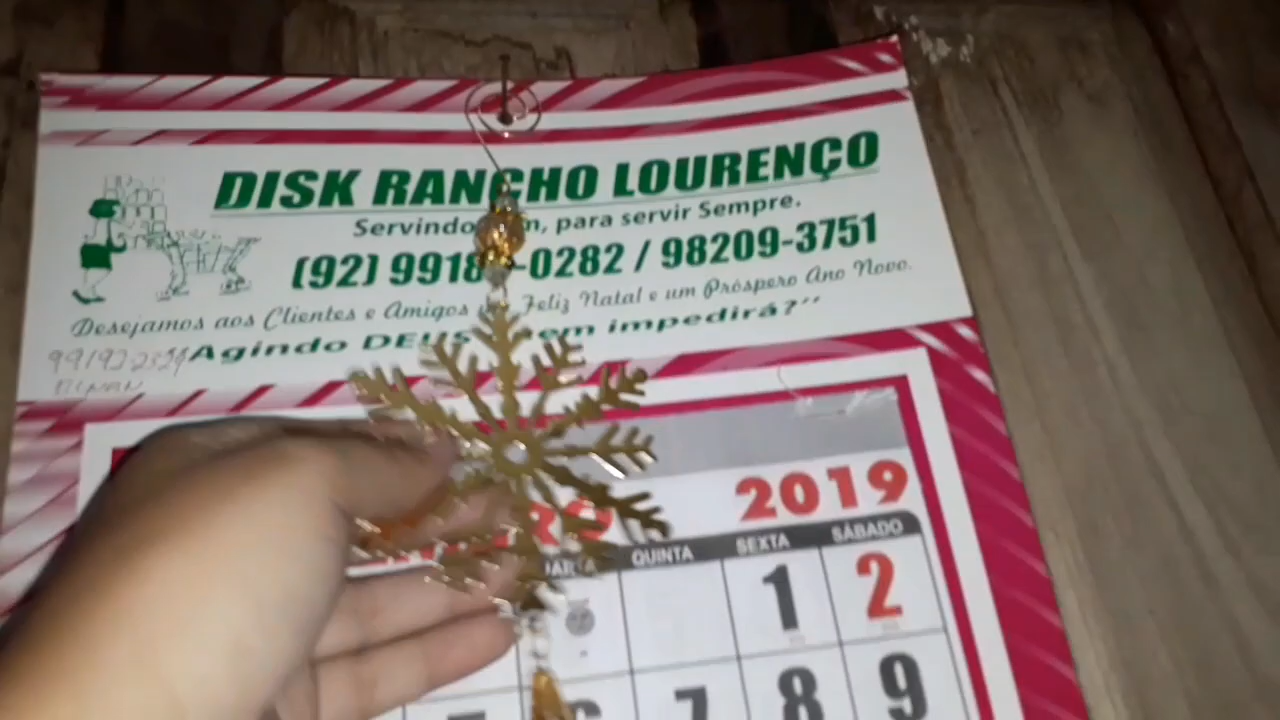 DISK RANCHO LOURENÇO
Servindo para servir Sempre.
(92) 9918 -0282 / 98209-3751
Desejamos aos Clientes e Amigos Feliz Natal e um Próspero Ano Novo.
Agindo DEUS impedirá?"
2019
QUINTA SEXTA SÁBADO
1 2
7 8 9